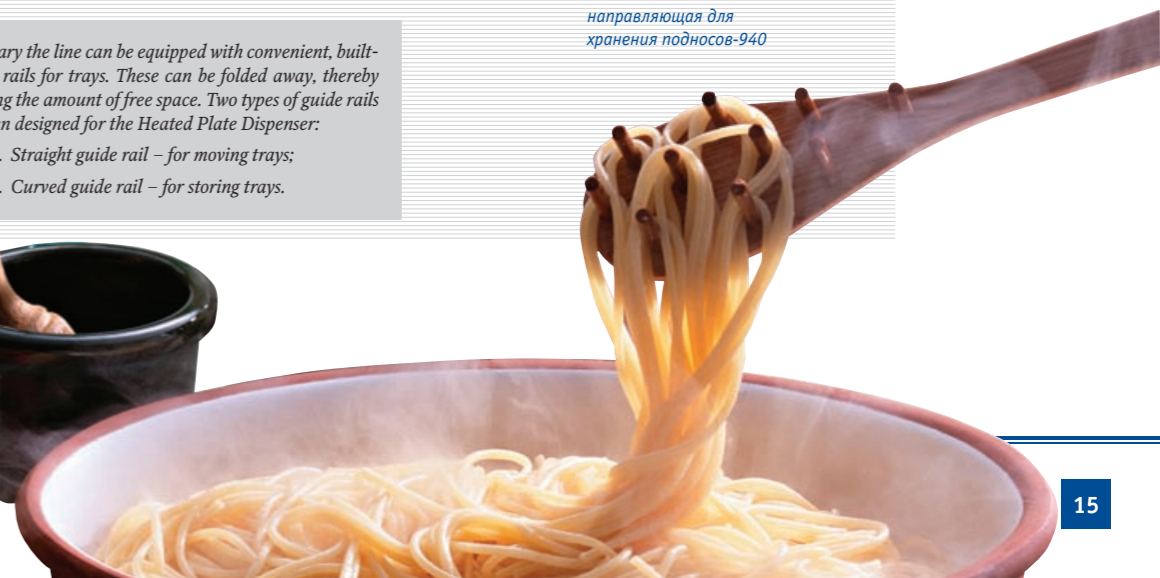 направляющая для
хранения подносов-940
ary the line can be equipped with convenient, built-
rails for trays. These can be folded away, thereby
ng the amount of free space. Two types of guide rails
n designed for the Heated Plate Dispenser:
. Straight guide rail – for moving trays;
. Curved guide rail – for storing trays.
15